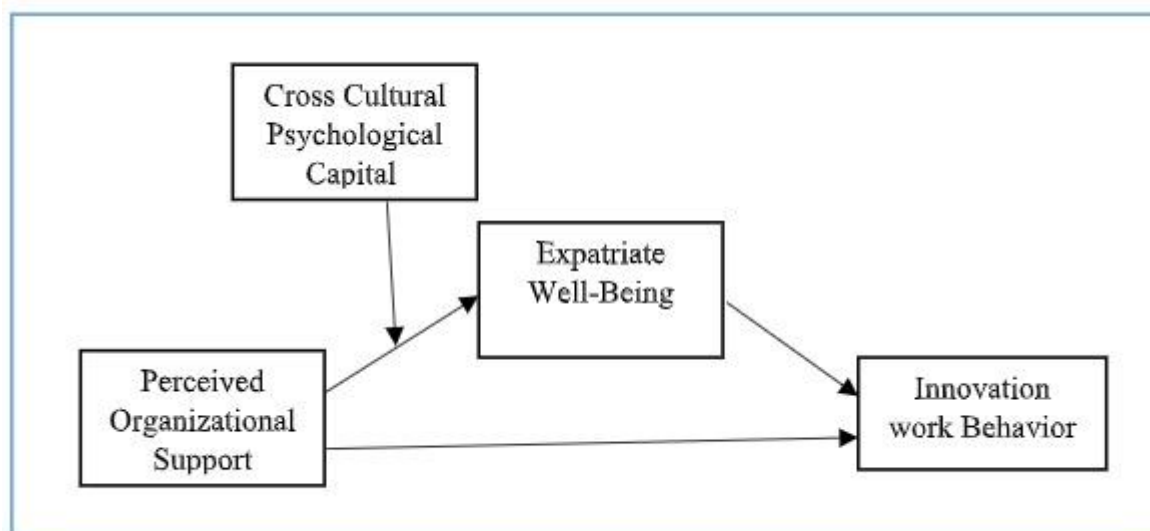 Cross Cultural
Psychological
Capital
Expatriate
Well-Being
Perceived
Organizational
Support
Innovation
work Behavior